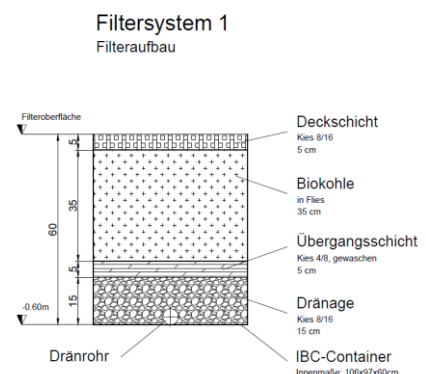 Filtersystem 1
Filteraufbau
Filteroberfläche
5
35
60
5
15
-0.60m
Deckschicht
Kies 8/16
5 cm
Biokohle
in Flies
35 cm
Übergangsschicht
Kies 4/8, gewaschen
5 cm
Dränage
Kies 8/16
15 cm
Dränrohr
IBC-Container
Innenmaße: 106x97x60cm